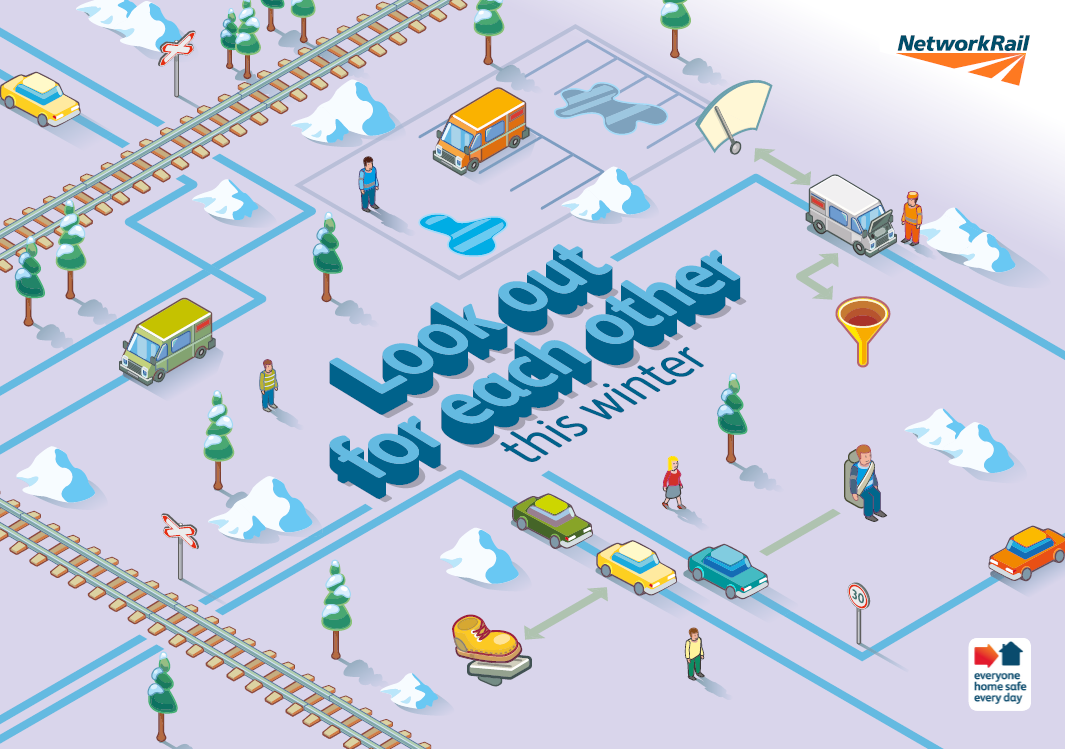 NetworkRail
Look out
for each other
this winter
30
everyone
home safe
every day